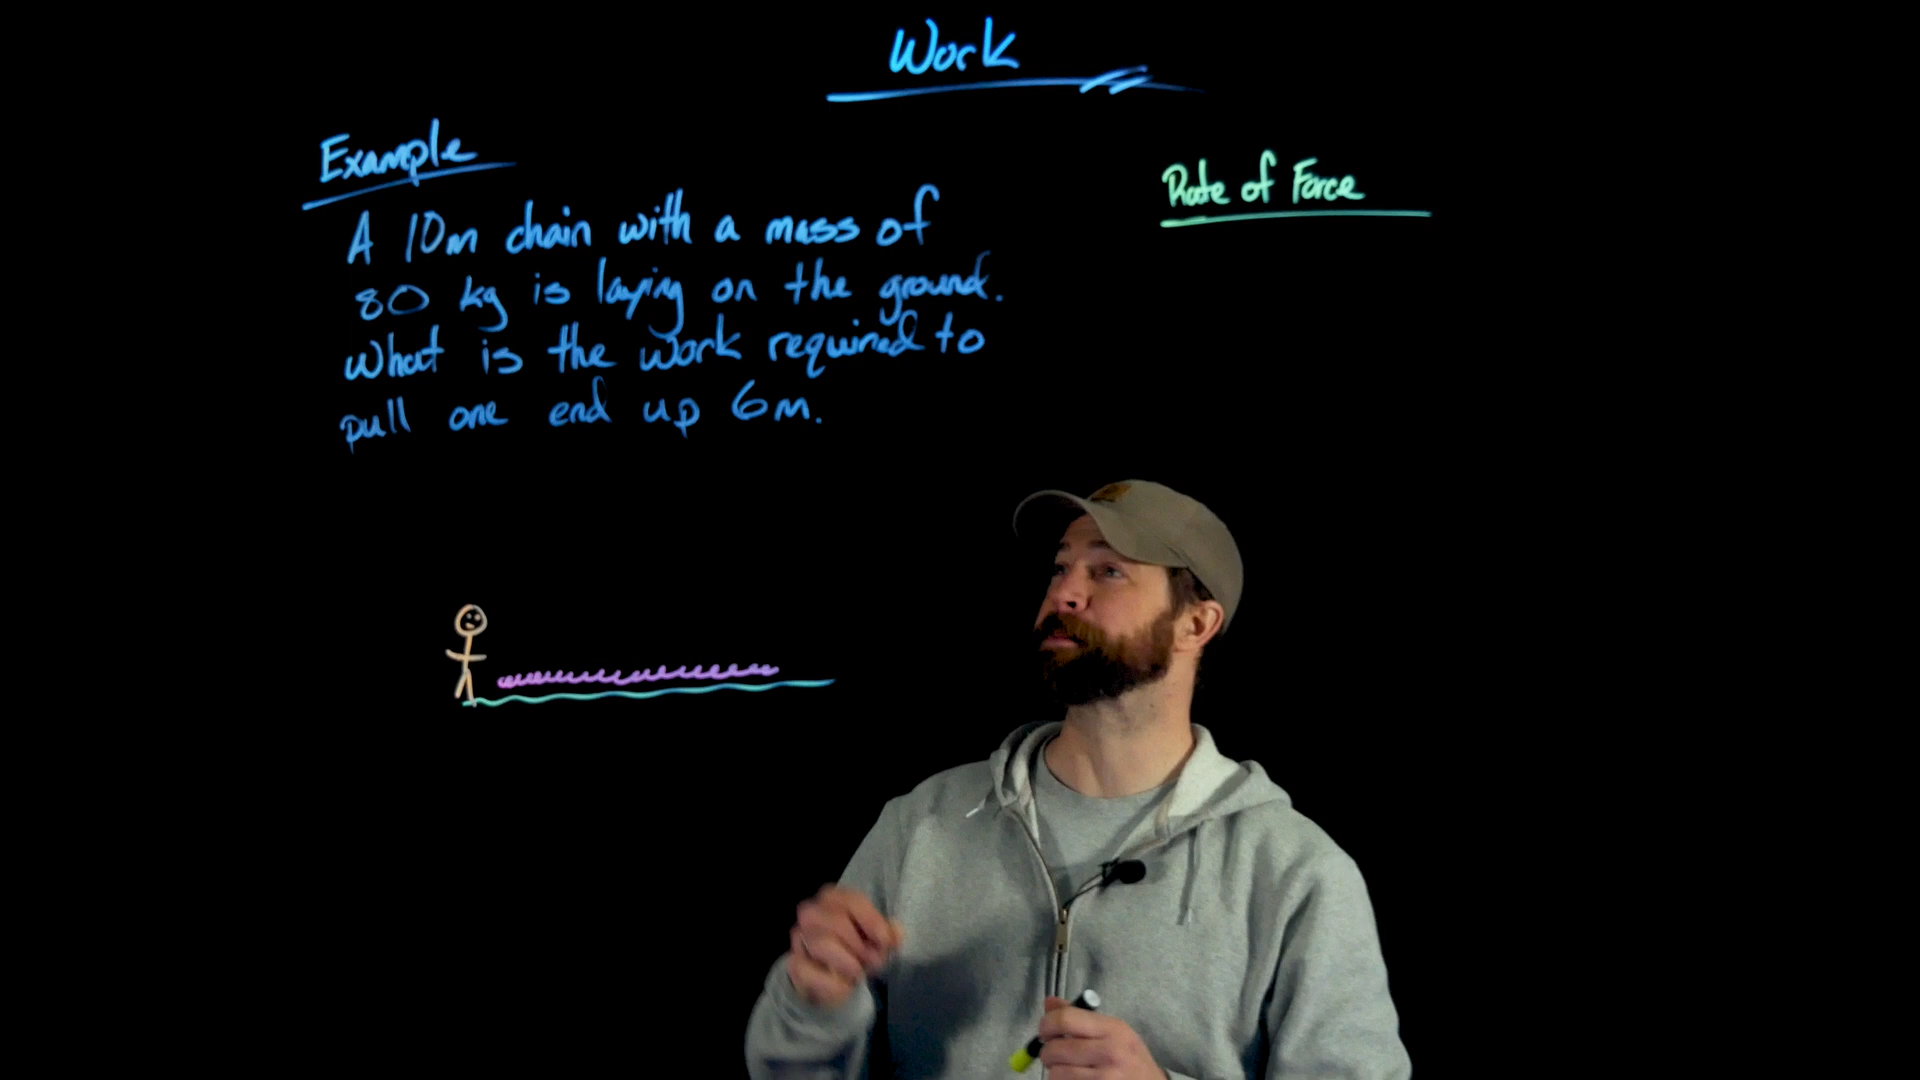 Work
Example
A 10m chain with a mass of
80 kg is laying on the ground.
What is the work required to
pull one end up 6m.
Rate of Force